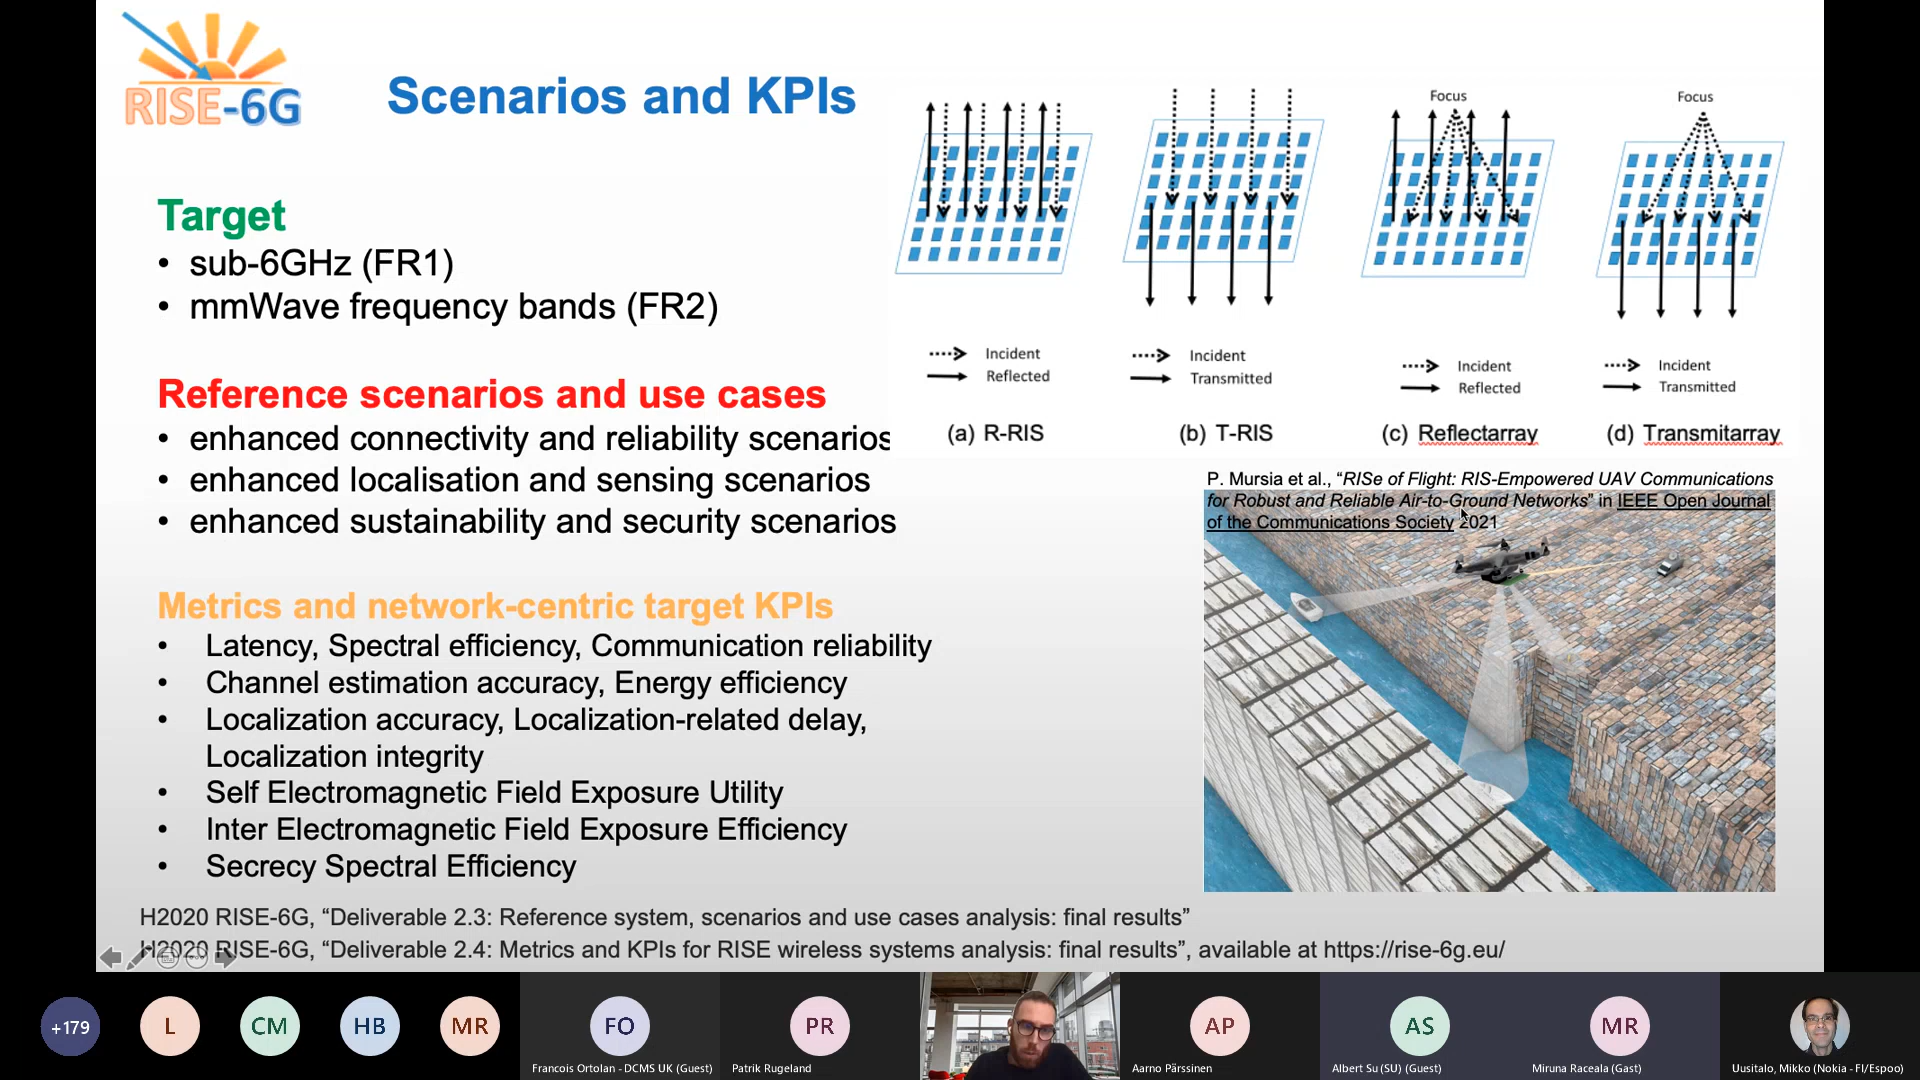 RISE-6G
Scenarios and KPIs
Target
• sub-6GHz (FR1)
• mmWave frequency bands (FR2)
Reference scenarios and use cases
• enhanced connectivity and reliability scenarios
• enhanced localisation and sensing scenarios
• enhanced sustainability and security scenarios
Metrics and network-centric target KPIs
• Latency, Spectral efficiency, Communication reliability
• Channel estimation accuracy, Energy efficiency
• Localization accuracy, Localization-related delay,
Localization integrity
• Self Electromagnetic Field Exposure Utility
• Inter Electromagnetic Field Exposure Efficiency
• Secrecy Spectral Efficiency
Focus
Focus
Incident
Reflected
Incident
Transmitted
Incident
Reflected
Incident
Transmitted
(a) R-RIS
(b) T-RIS
(c) Reflectarray
(d) Transmitarray
P. Mursia et al., “RISe of Flight: RIS-Empowered UAV Communications
for Robust and Reliable Air-to-Ground Networks” in IEEE Open Journal
of the Communications Society 2021
H2020 RISE-6G, “Deliverable 2.3: Reference system, scenarios and use cases analysis: final results”
H2020 RISE-6G, “Deliverable 2.4: Metrics and KPIs for RISE wireless systems analysis: final results”, available at https://rise-6g.eu/
+179
L
CM
HB
MR
FO
PR
AP
AS
MR
Francois Ortolan - DCMS UK (Guest)
Patrik Rugeland
Aarno Pärssinen
Albert Su (SU) (Guest)
Miruna Raceala (Gast)
Uusitalo, Mikko (Nokia - FI/Espoo)